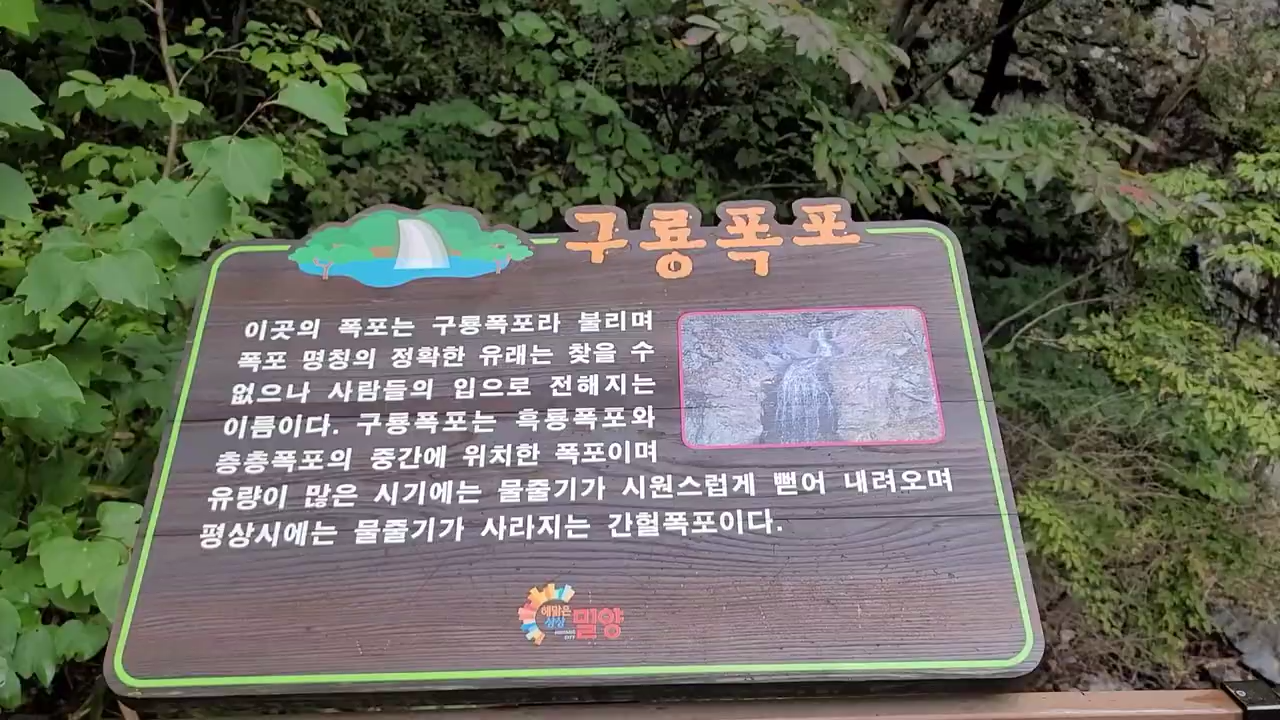 구룡폭포
이곳의 폭포는 구룡폭포라 불리며
폭포 명칭의 정확한 유래는 찾을 수
없으나 사람들의 입으로 전해지는
이름이다. 구룡폭포는 흑룡폭포와
층층폭포의 중간에 위치한 폭포이며
유량이 많은 시기에는 물줄기가 시원스럽게 뻗어 내려오며
평상시에는 물줄기가 사라지는 간헐폭포이다.
해맑은
상상
밀양